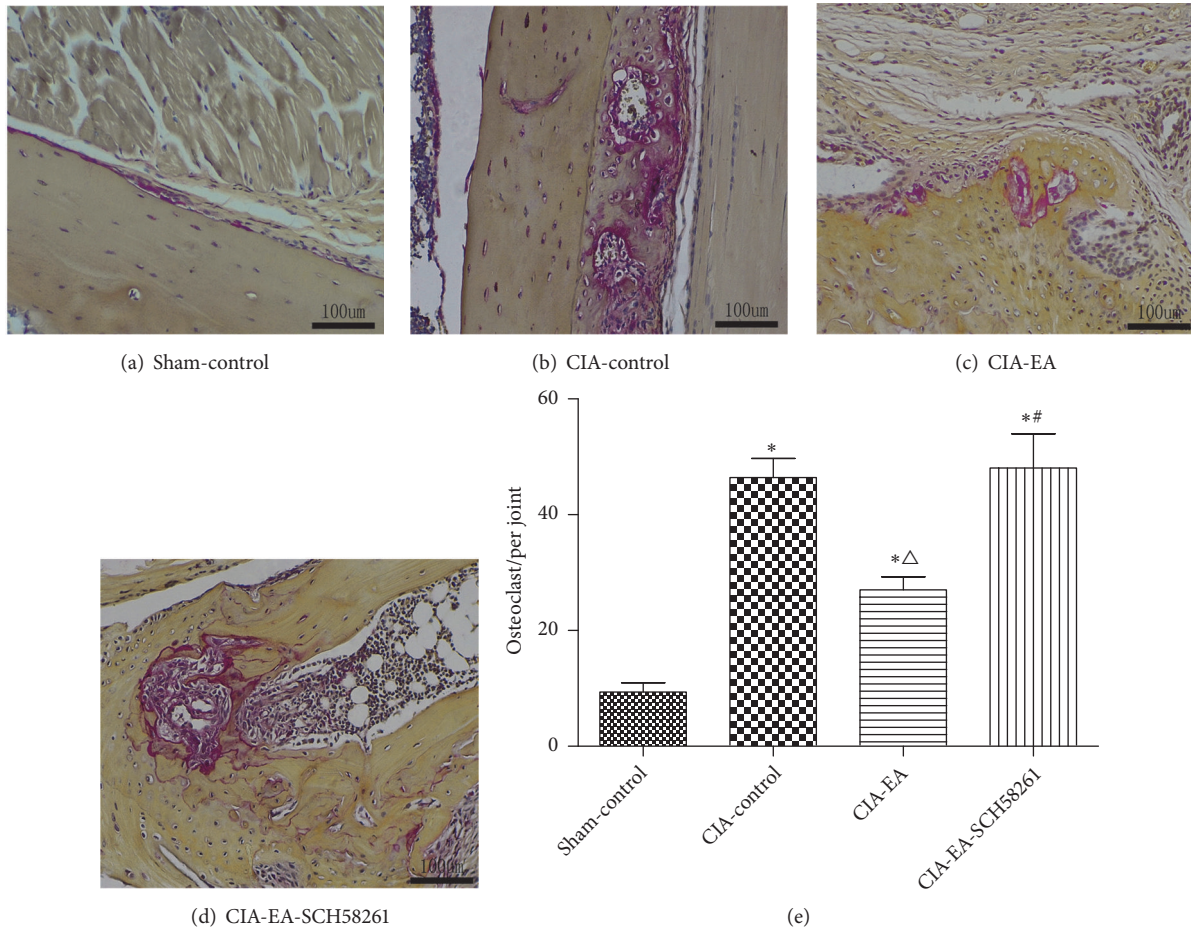 100um
100um
100um
(a) Sham-control
(b) CIA-control
(c) CIA-EA
100um
(d) CIA-EA-SCH58261
Osteoclast/per joint
60
40
20
0
*
*△
*#
Sham-control
CIA-control
CIA-EA
CIA-EA-SCH58261
(e)